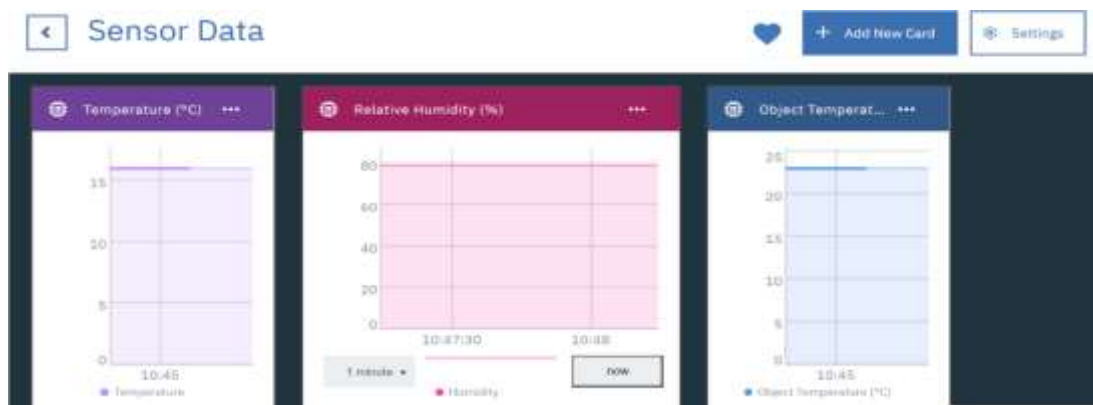 Sensor Data
+ Add New Card
Settings
Temperature (°C) •••
Relative Humidity (%) •••
Object Temperat... •••
15
10
5
0
10:45
Temperature
80
60
40
20
0
10:47:30 10:48
1 minute
now
Humidity
25
20
15
10
5
0
10:45
Object Temperature (°C)